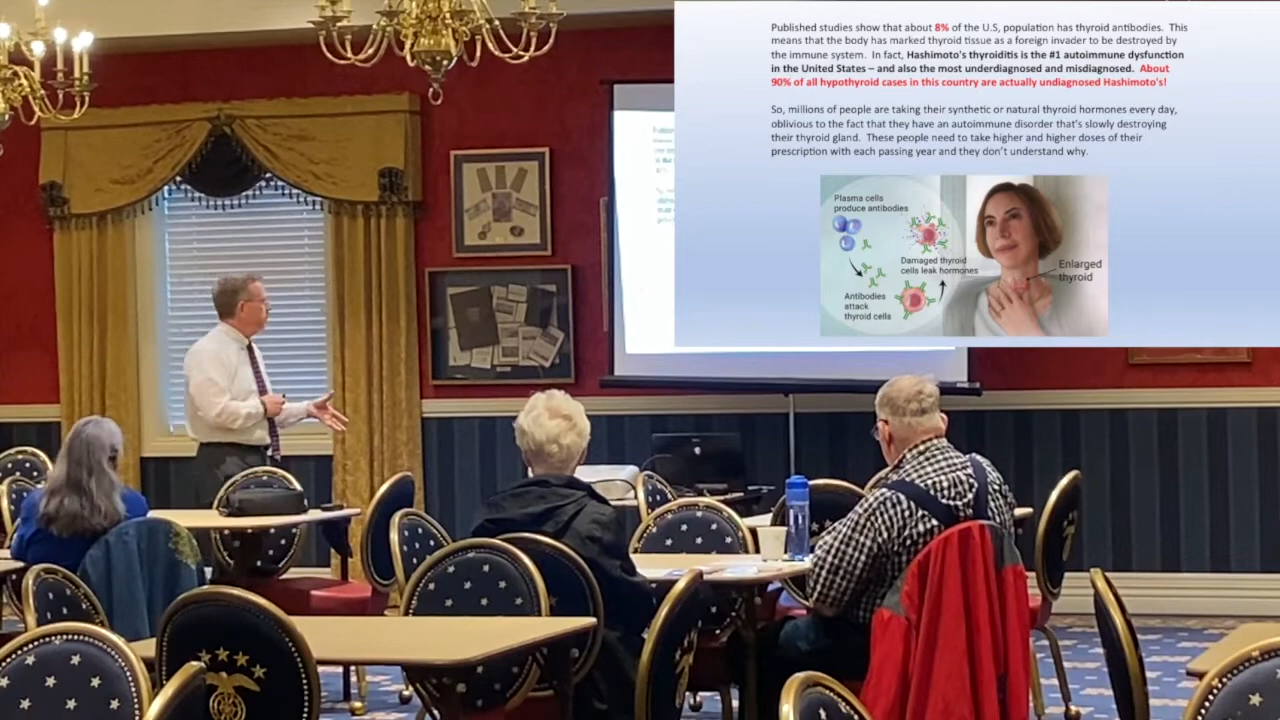 Published studies show that about 8% of the U.S, population has thyroid antibodies.  This
means that the body has marked thyroid tissue as a foreign invader to be destroyed by
the immune system.  In fact, Hashimoto's thyroiditis is the #1 autoimmune dysfunction
in the United States – and also the most underdiagnosed and misdiagnosed.  About
90% of all hypothyroid cases in this country are actually undiagnosed Hashimoto's!
So, millions of people are taking their synthetic or natural thyroid hormones every day,
oblivious to the fact that they have an autoimmune disorder that's slowly destroying
their thyroid gland.  These people need to take higher and higher doses of their
prescription with each passing year and they don't understand why.
Plasma cells
produce antibodies
Damaged thyroid
cells leak hormones
Antibodies
attack
thyroid cells
Enlarged
thyroid